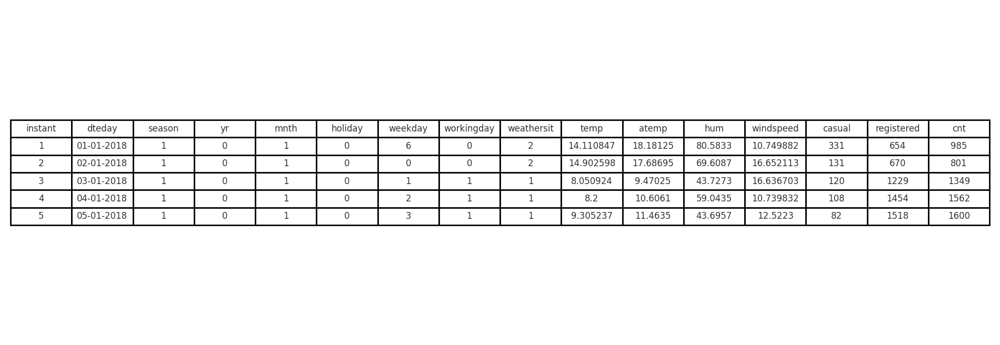 instant dteday season yr mnth holiday weekday workingday weathersit temp atemp hum windspeed casual registered cnt
1 01-01-2018 1 0 1 0 6 0 2 14.110847 18.18125 80.5833 10.749882 331 654 985
2 02-01-2018 1 0 1 0 0 0 2 14.902598 17.68695 69.6087 16.652113 131 670 801
3 03-01-2018 1 0 1 0 1 1 1 8.050924 9.47025 43.7273 16.636703 120 1229 1349
4 04-01-2018 1 0 1 0 2 1 1 8.2 10.6061 59.0435 10.739832 108 1454 1562
5 05-01-2018 1 0 1 0 3 1 1 9.305237 11.4635 43.6957 12.5223 82 1518 1600